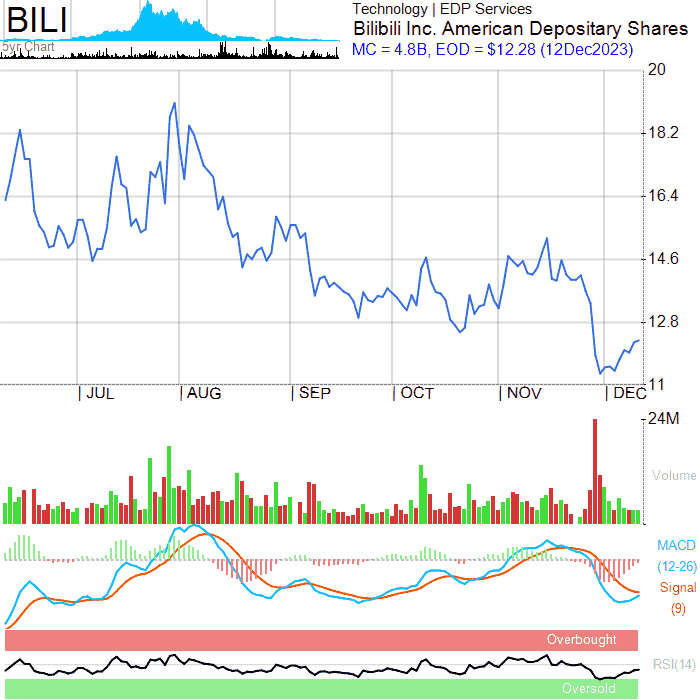 BILI
5yr Chart
Technology | EDP Services
Bilibili Inc. American Depositary Shares
MC = 4.8B, EOD = $12.28 (12Dec2023)
20
18.2
16.4
14.6
12.8
11
| JUL
| AUG
| SEP
| OCT
| NOV
| DEC
24M
Volume
MACD
(12-26)
Signal
(9)
Overbought
RSI(14)
Oversold